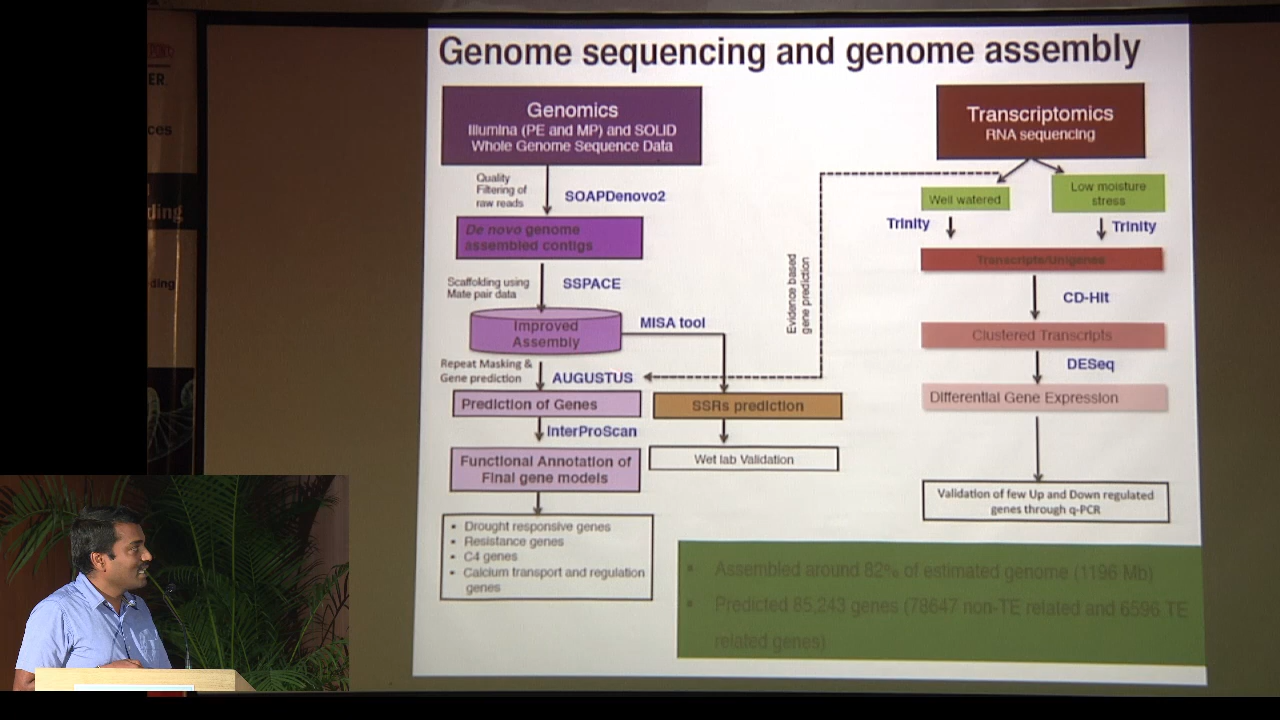 Genome sequencing and genome assembly
Genomics
Illumina (PE and MP) and SOLID
Whole Genome Sequence Data
Quality
Filtering of
raw reads
SOAPDenovo2
De novo genome
assembled contigs
Scaffolding using
Mate pair data
SSPACE
Improved
Assembly
MISA tool
Repeat Masking &
Gene prediction
AUGUSTUS
Prediction of Genes
SSRs prediction
InterProScan
Wet lab Validation
Functional Annotation of
Final gene models
• Drought responsive genes
• Resistance genes
• C4 genes
• Calcium transport and regulation
genes
Evidence based
gene prediction
Transcriptomics
RNA sequencing
Well watered
Low moisture
stress
Trinity
Trinity
Transcripts/Unigenes
CD-Hit
Clustered Transcripts
DESeq
Differential Gene Expression
Validation of few Up and Down regulated
genes through q-PCR
• Assembled around 82% of estimated genome (1196 Mb)
• Predicted 85,243 genes (78647 non-TE related and 6596 TE
related genes)